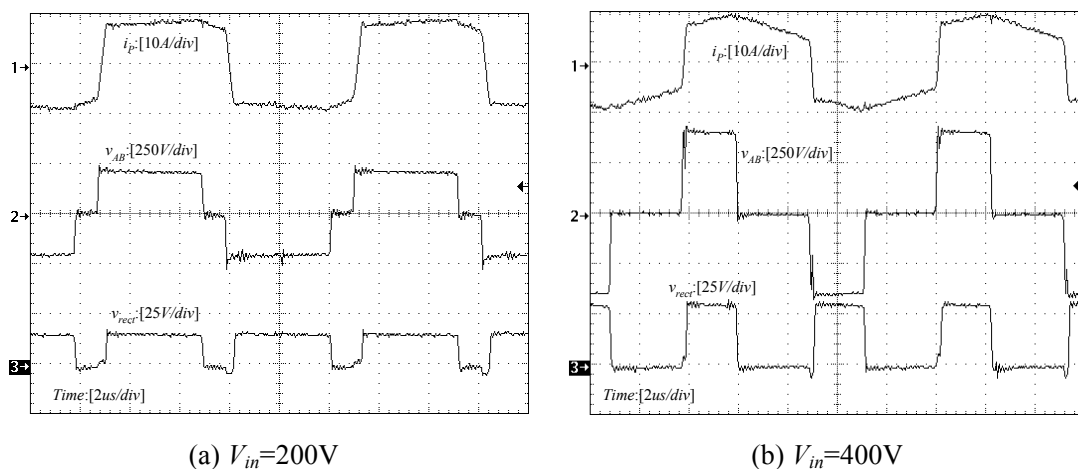 1
i_P:[10A/div]
v_AB:[250V/div]
2
v_rect:[25V/div]
3
Time:[2us/div]
(a) V_in=200V
1
i_P:[10A/div]
v_AB:[250V/div]
2
v_rect:[25V/div]
3
Time:[2us/div]
(b) V_in=400V